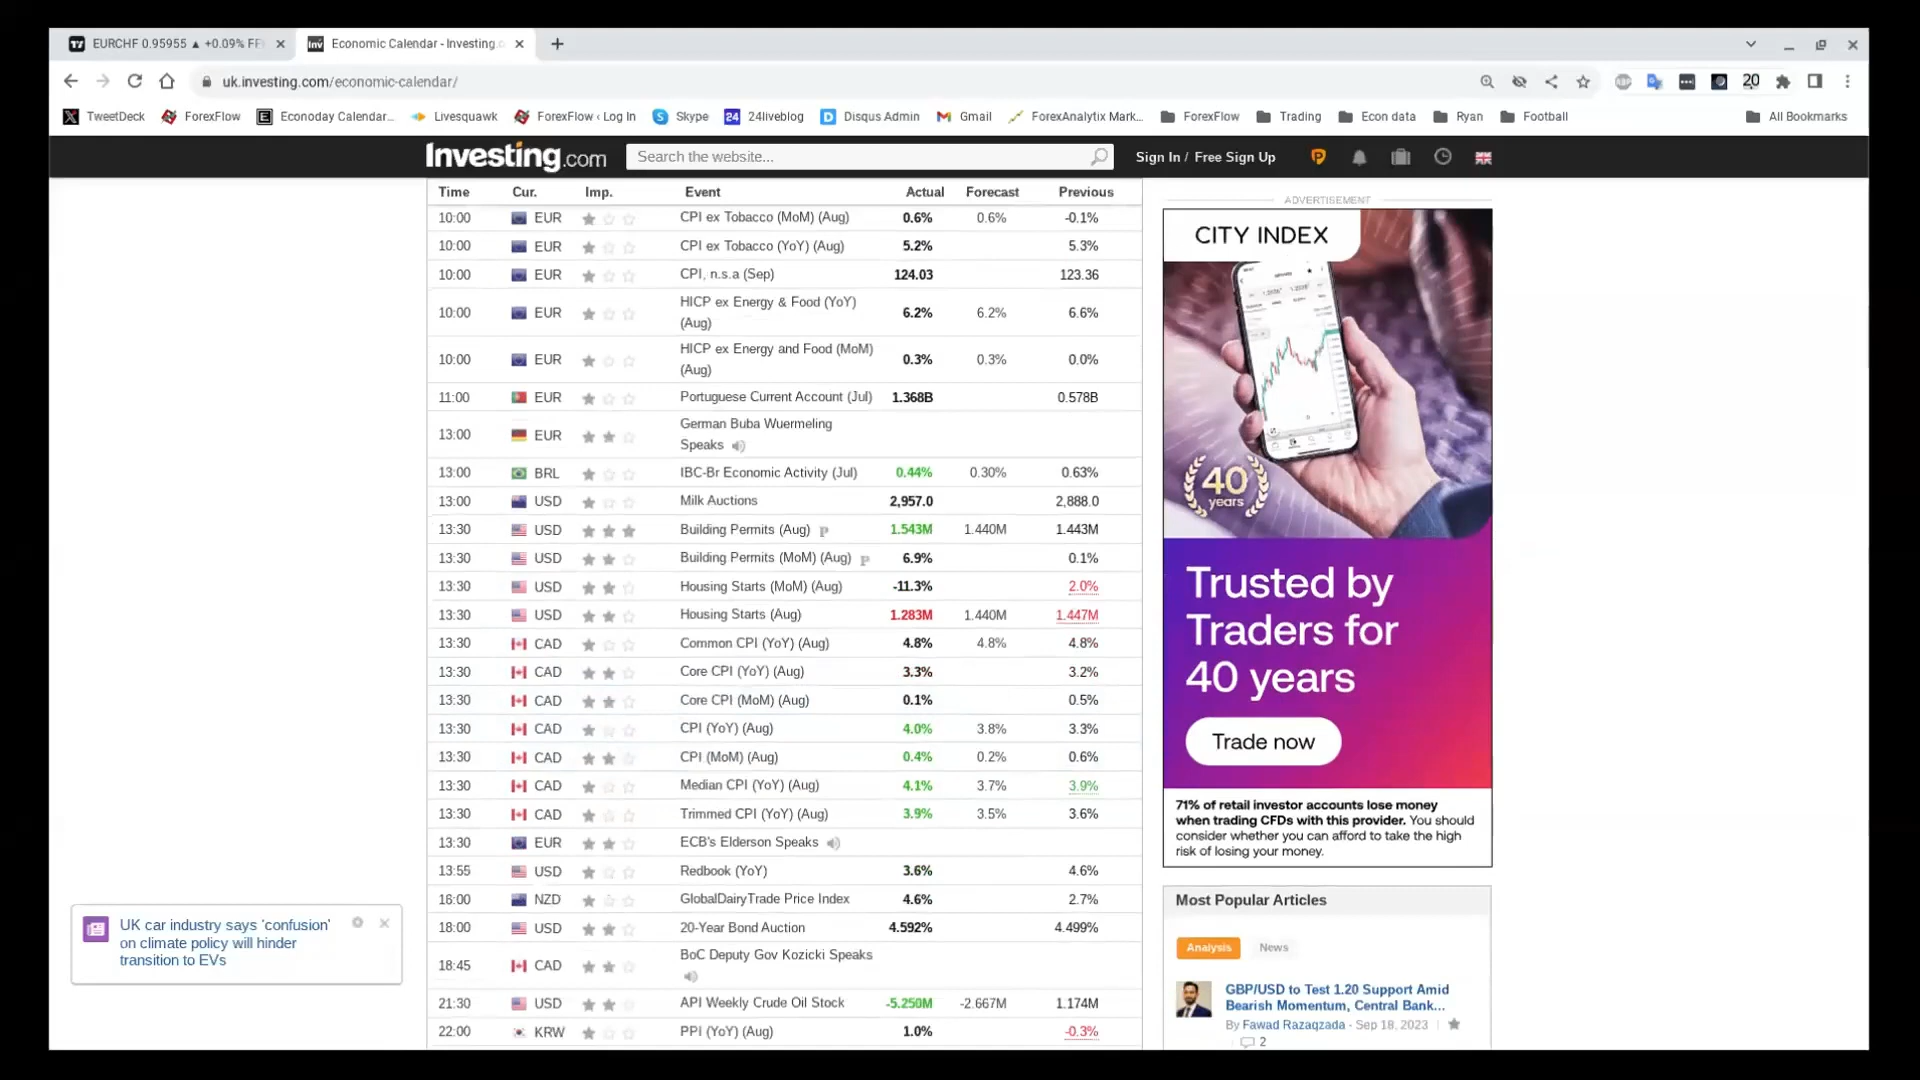 EURCHF 0.95955 ▲ +0.09% FF
Economic Calendar - Investing.c
uk.investing.com/economic-calendar/
20
TweetDeck
ForexFlow
Econoday Calendar...
Livesquawk
ForexFlow ‹ Log In
Skype
24 24liveblog
Disqus Admin
Gmail
ForexAnalytix Mark...
ForexFlow
Trading
Econ data
Ryan
Football
All Bookmarks
Investing.com
Search the website...
Sign In / Free Sign Up
Time Cur. Imp. Event Actual Forecast Previous
10:00 EUR CPI ex Tobacco (MoM) (Aug) 0.6% 0.6% -0.1%
10:00 EUR CPI ex Tobacco (YoY) (Aug) 5.2% 5.3%
10:00 EUR CPI, n.s.a (Sep) 124.03 123.36
10:00 EUR HICP ex Energy & Food (YoY) 6.2% 6.2% 6.6%
(Aug)
10:00 EUR HICP ex Energy and Food (MoM) 0.3% 0.3% 0.0%
(Aug)
11:00 EUR Portuguese Current Account (Jul) 1.368B 0.578B
13:00 EUR German Buba Wuermeling
Speaks
13:00 BRL IBC-Br Economic Activity (Jul) 0.44% 0.30% 0.63%
13:00 USD Milk Auctions 2,957.0 2,888.0
13:30 USD Building Permits (Aug) P 1.543M 1.440M 1.443M
13:30 USD Building Permits (MoM) (Aug) P 6.9% 0.1%
13:30 USD Housing Starts (MoM) (Aug) -11.3% 2.0%
13:30 USD Housing Starts (Aug) 1.283M 1.440M 1.447M
13:30 CAD Common CPI (YoY) (Aug) 4.8% 4.8% 4.8%
13:30 CAD Core CPI (YoY) (Aug) 3.3% 3.2%
13:30 CAD Core CPI (MoM) (Aug) 0.1% 0.5%
13:30 CAD CPI (YoY) (Aug) 4.0% 3.8% 3.3%
13:30 CAD CPI (MoM) (Aug) 0.4% 0.2% 0.6%
13:30 CAD Median CPI (YoY) (Aug) 4.1% 3.7% 3.9%
13:30 CAD Trimmed CPI (YoY) (Aug) 3.9% 3.5% 3.6%
13:30 EUR ECB's Elderson Speaks
13:55 USD Redbook (YoY) 3.6% 4.6%
16:00 NZD GlobalDairyTrade Price Index 4.6% 2.7%
18:00 USD 20-Year Bond Auction 4.592% 4.499%
18:45 CAD BoC Deputy Gov Kozicki Speaks
21:30 USD API Weekly Crude Oil Stock -5.250M -2.667M 1.174M
22:00 KRW PPI (YoY) (Aug) 1.0% -0.3%
UK car industry says 'confusion'
on climate policy will hinder
transition to EVs
ADVERTISEMENT
CITY INDEX
40
years
Trusted by
Traders for
40 years
Trade now
71% of retail investor accounts lose money
when trading CFDs with this provider. You should
consider whether you can afford to take the high
risk of losing your money.
Most Popular Articles
Analysis News
GBP/USD to Test 1.20 Support Amid
Bearish Momentum, Central Bank...
By Fawad Razaqzada - Sep 18, 2023
2